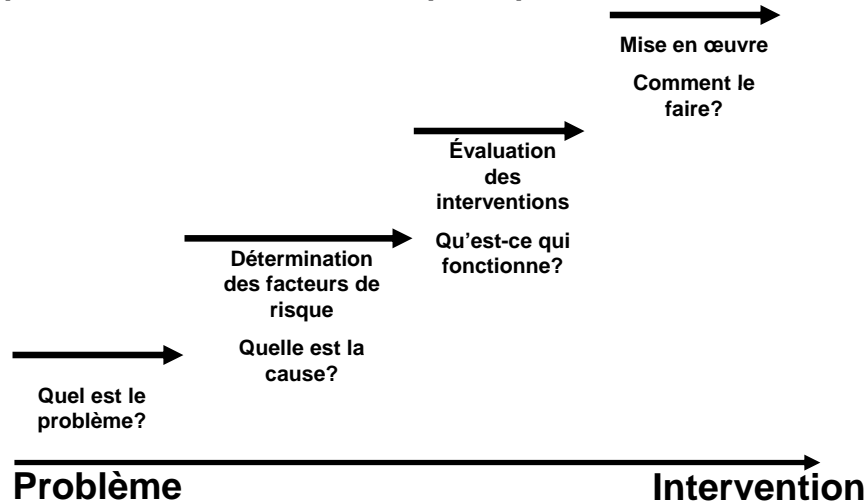 Quel est le
problème?
Détermination
des facteurs de
risque
Quelle est la
cause?
Évaluation
des
interventions
Qu'est-ce qui
fonctionne?
Mise en œuvre
Comment le
faire?
Problème
Intervention